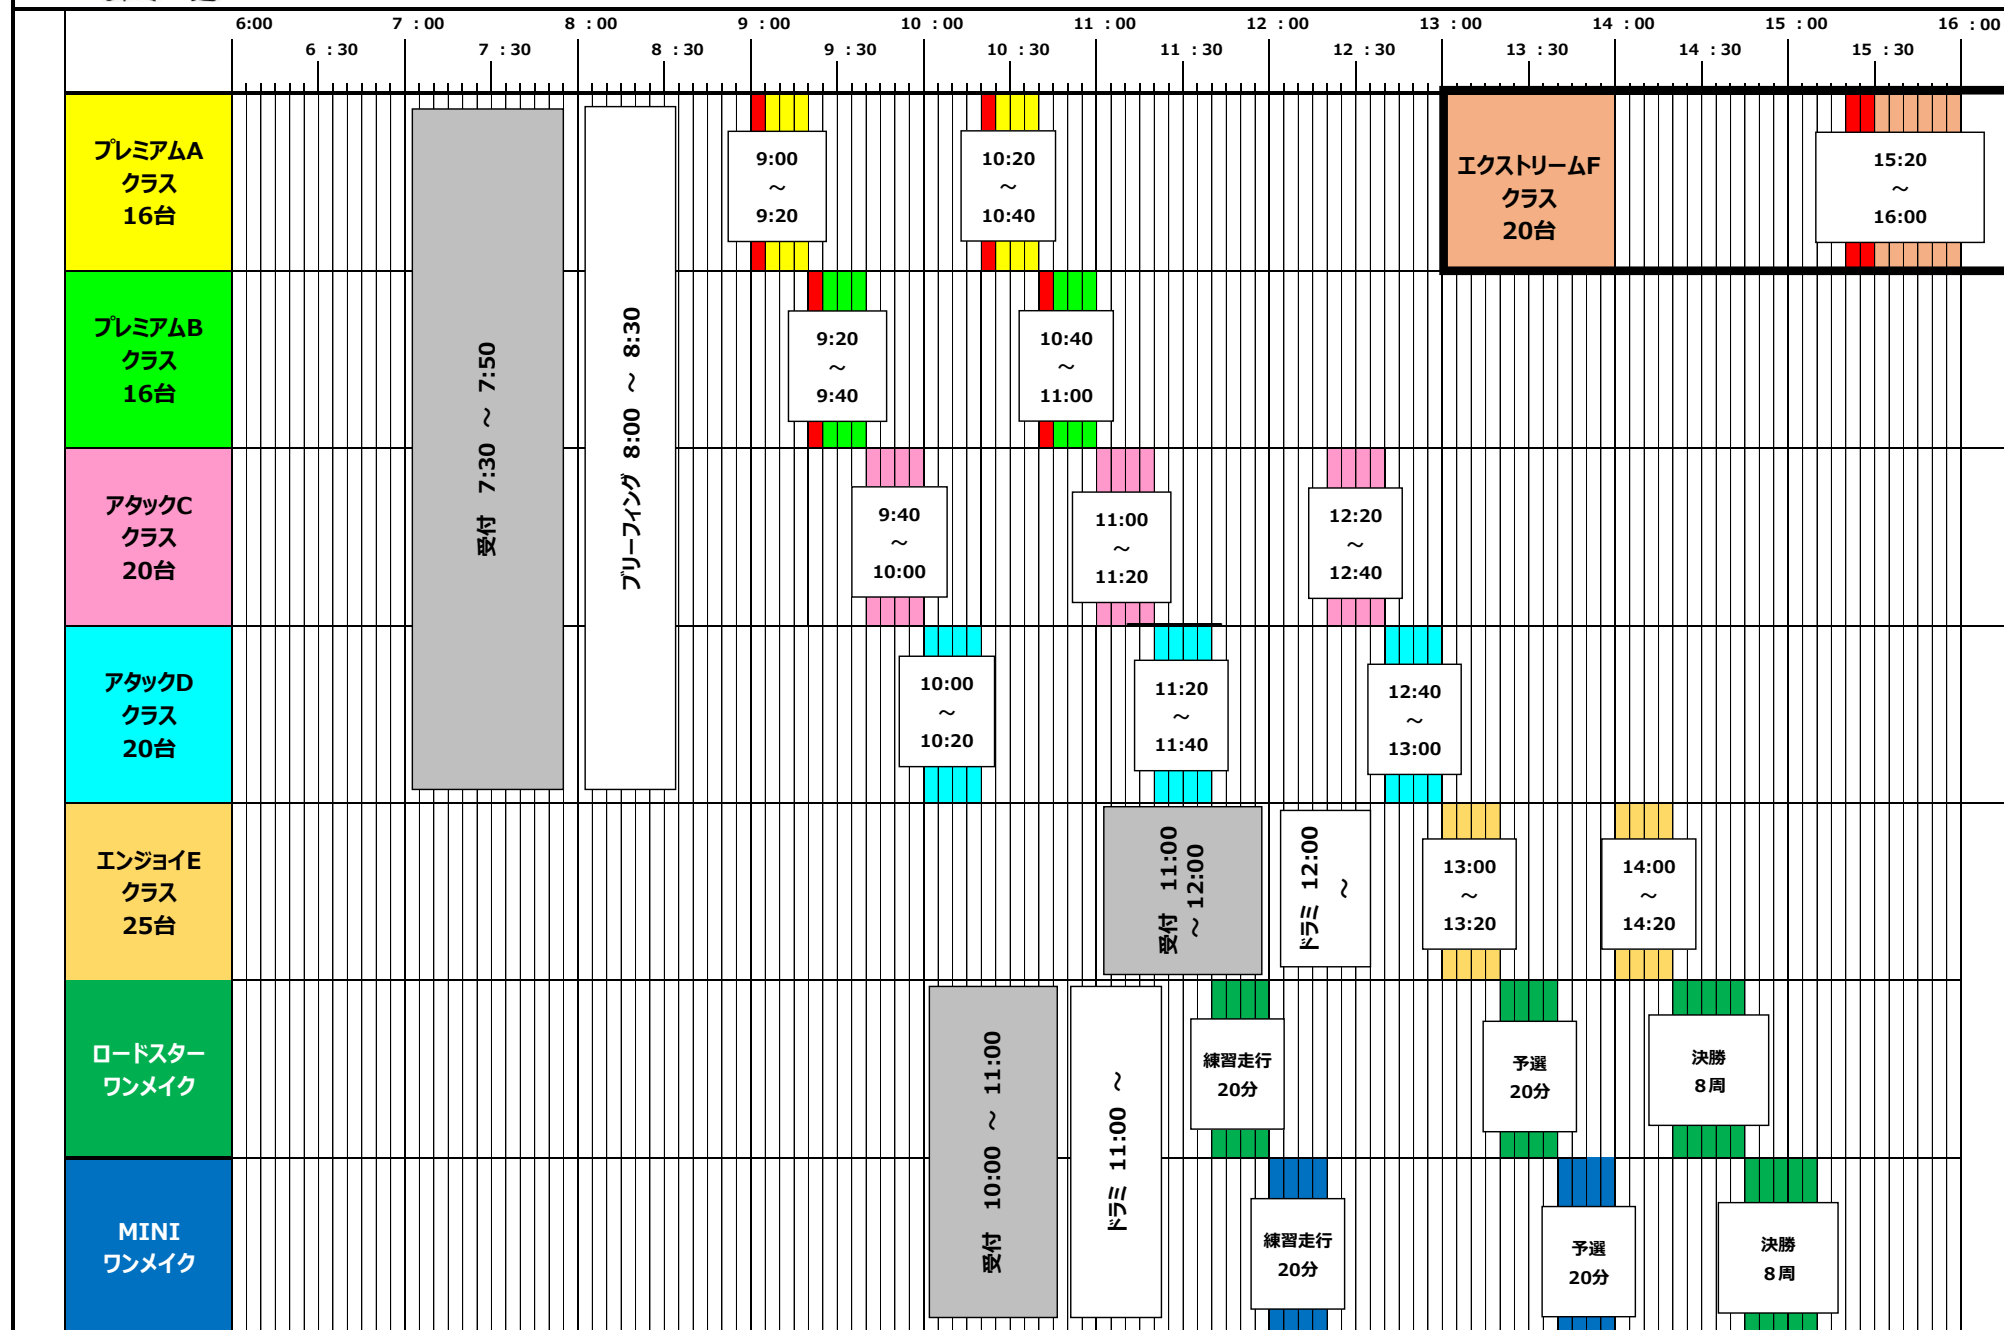 6:00
7 : 00
8 : 00
9 : 00
10 : 00
11 : 00
12 : 00
13 : 00
14 : 00
15 : 00
16 : 00
6 : 30
7 : 30
8 : 30
9 : 30
10 : 30
11 : 30
12 : 30
13 : 30
14 : 30
15 : 30
プレミアムA
クラス
16台
9:00
～
9:20
10:20
～
10:40
エクストリームF
クラス
20台
15:20
～
16:00
プレミアムB
クラス
16台
受付 7:30 ～ 7:50
ブリーフィング 8:00 ～ 8:30
9:20
～
9:40
10:40
～
11:00
アタックC
クラス
20台
9:40
～
10:00
11:00
～
11:20
12:20
～
12:40
アタックD
クラス
20台
10:00
～
10:20
11:20
～
11:40
12:40
～
13:00
エンジョイE
クラス
25台
受付 11:00
～ 12:00
ドラミ 12:00
～
13:00
～
13:20
14:00
～
14:20
ロードスター
ワンメイク
受付 10:00 ～ 11:00
ドラミ 11:00 ～
練習走行
20分
予選
20分
決勝
８周
MINI
ワンメイク
練習走行
20分
予選
20分
決勝
８周